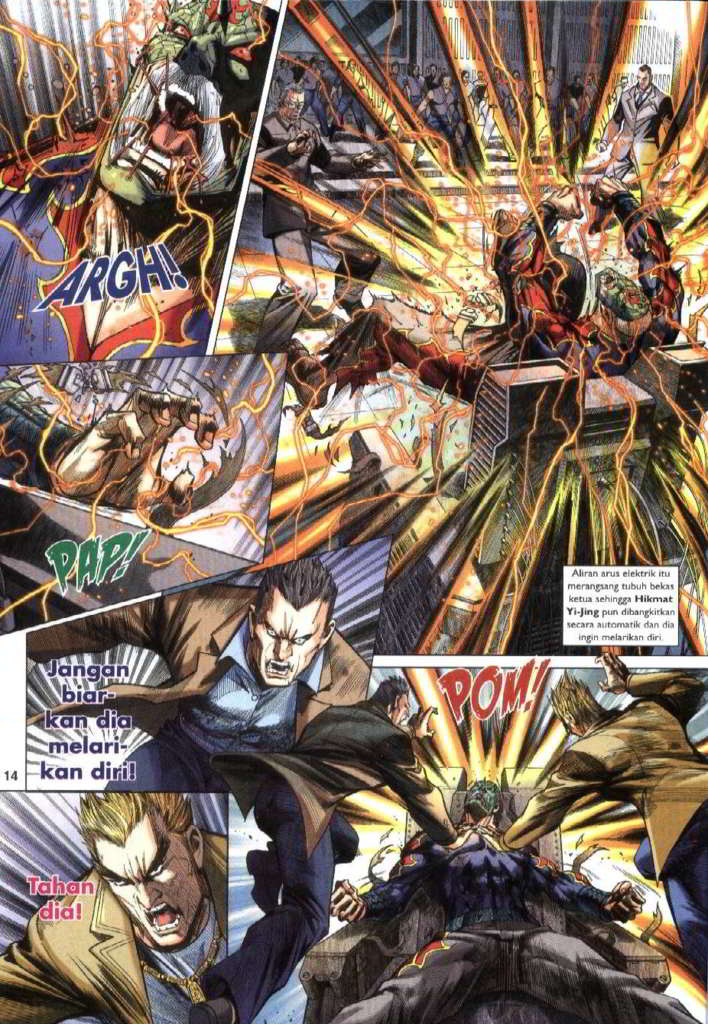 ARGH!
PAP!
Aliran arus elektrik itu
merangsang tubuh bekas
ketua sehingga Hikmat
Yi-Jing pun dibangkitkan
secara automatik dan dia
ingin melarikan diri.
Jangan
biar-
kan dia
melari-
kan diri!
POM!
14
Tahan
dia!